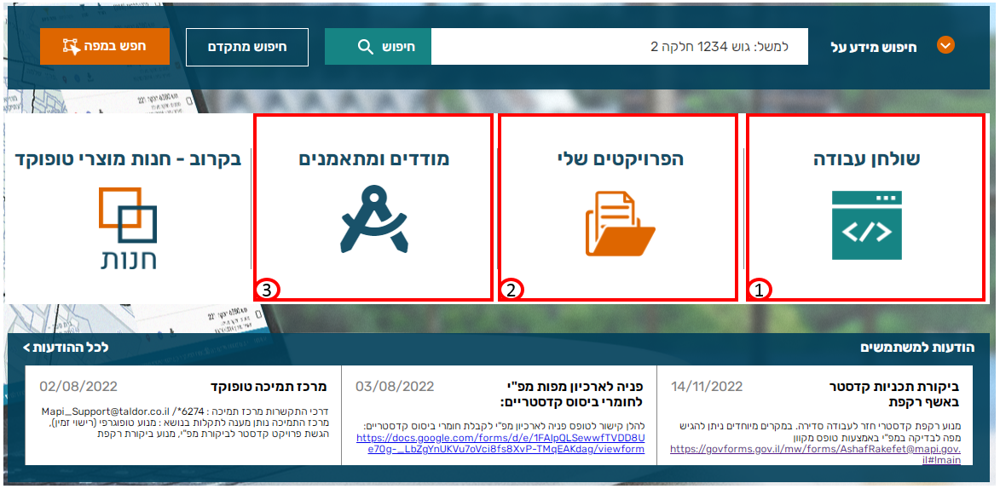 חיפוש מידע על
למשל: גוש 1234 חלקה 2
חיפוש
חיפוש מתקדם
חפש במפה
שולחן עבודה
1
הפרויקטים שלי
2
מודדים ומתאמנים
3
בקרוב - חנות מוצרי טופוקד
חנות
הודעות למשתמשים
לכל ההודעות >
ביקורת תכניות קדסטר
באשף רקפת
14/11/2022
מנוע רקפת קדסטרי חזר לעבודה סדירה. במקרים מיוחדים ניתן להגיש
מפה לבדיקה במפ"י באמצעות טופס מקוון
https://govforms.gov.il/mw/forms/AshafRakefet@mapi.gov.
il#!main
פניה לארכיון מפות מפ"י
לחומרי ביסוס קדסטריים:
03/08/2022
להלן קישור לטופס פניה לארכיון מפ"י לקבלת חומרי ביסוס קדסטריים:
https://docs.google.com/forms/d/e/1FAIpQLSewwfTVDD8U
e70g-_LbZgYnUKVu7oVci8fs8XvP-TMqEAKdag/viewform
מרכז תמיכה טופוקד
02/08/2022
דרכי התקשרות מרכז תמיכה : 6274*/ Mapi_Support@taldor.co.il
מרכז התמיכה נותן מענה לתקלות בנושא : מנוע טופוגרפי (רישוי זמין),
הגשת פרויקט קדסטר לביקורת מפ"י, מנוע ביקורת רקפת